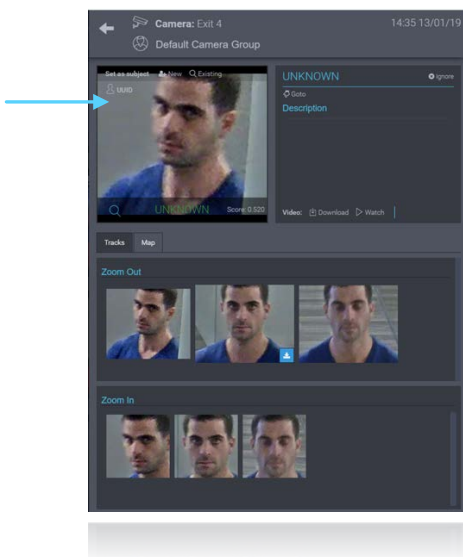 Camera: Exit 4
14:35 13/01/19
Default Camera Group
Set as subject New Existing
UUID
UNKNOWN Score: 0.520
UNKNOWN ignore
Goto
Description
Video: Download Watch
Tracks Map
Zoom Out
Zoom In